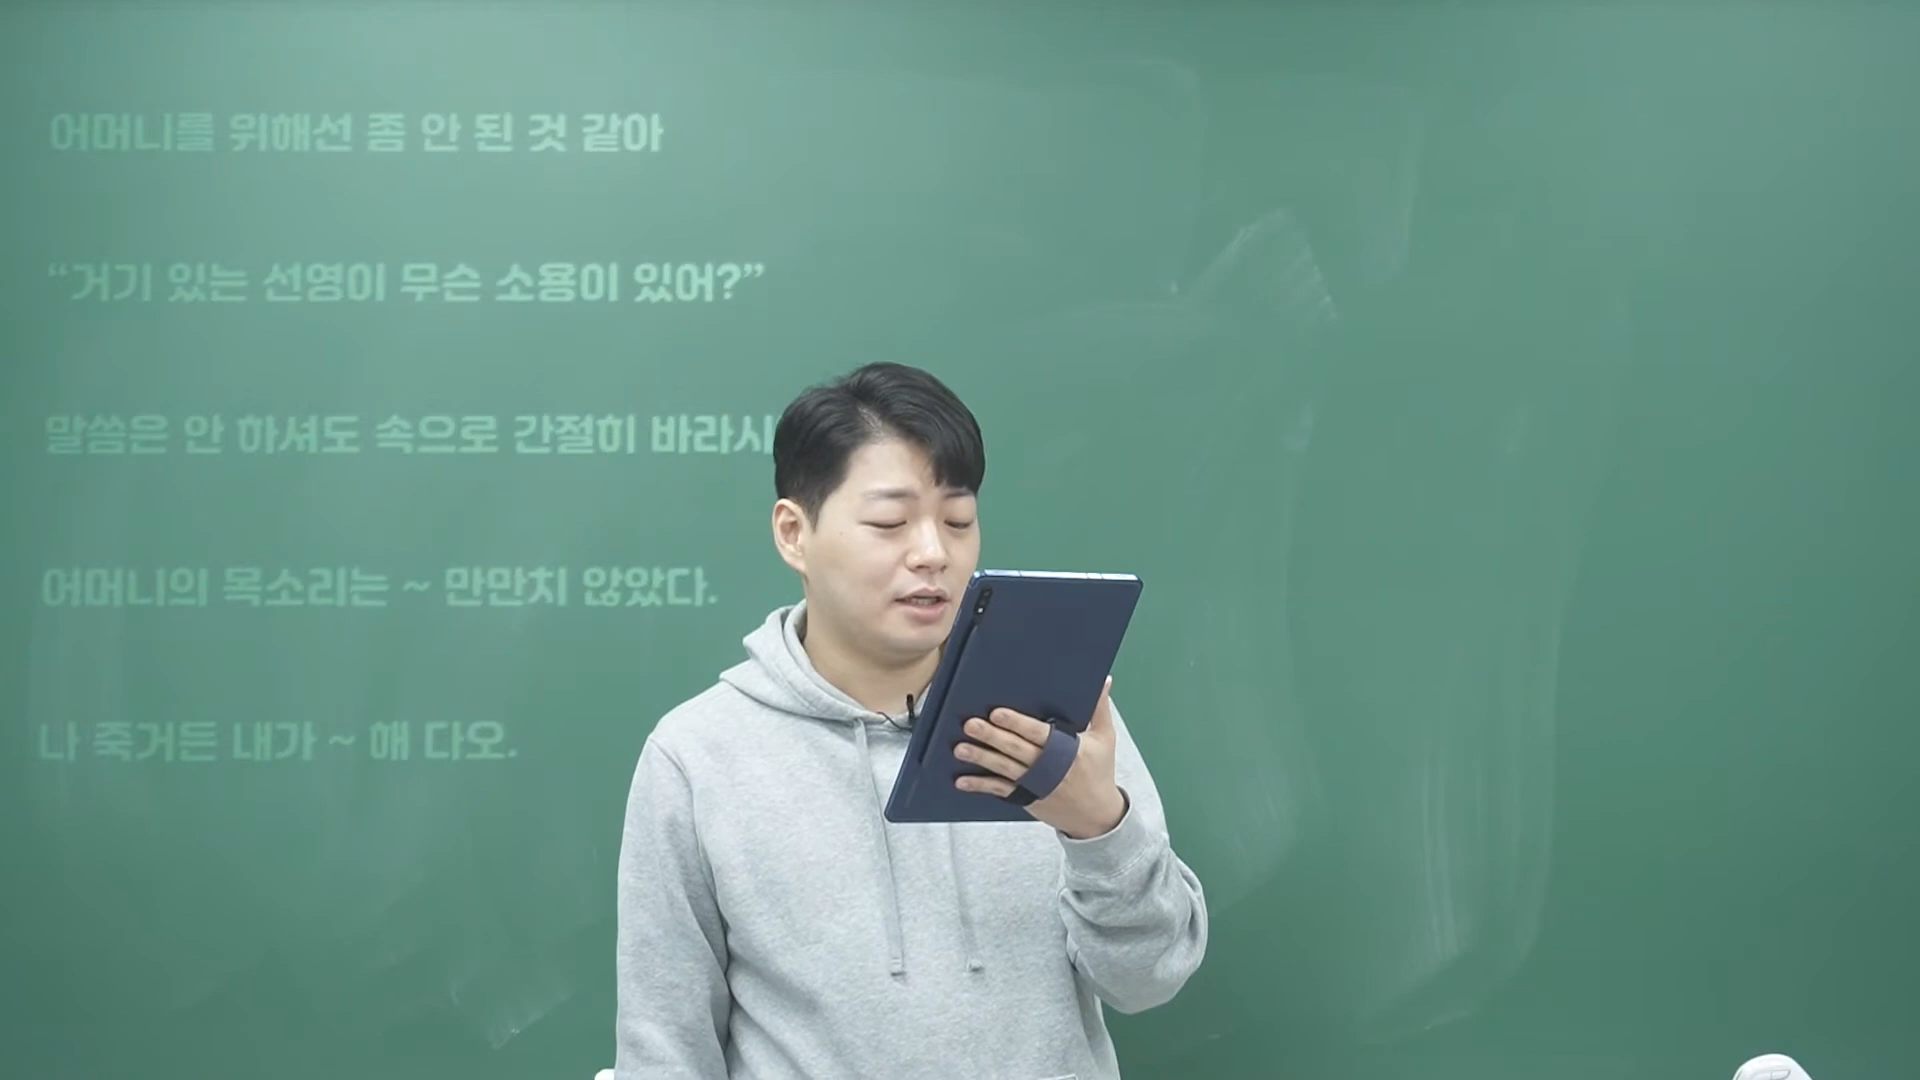 어머니를 위해선 좀 안 된 것 같아
“거기 있는 선영이 무슨 소용이 있어?”
말씀은 안 하셔도 속으로 간절히 바라시
어머니의 목소리는 ~ 만만치 않았다.
나 죽거든 내가 ~ 해 다오.